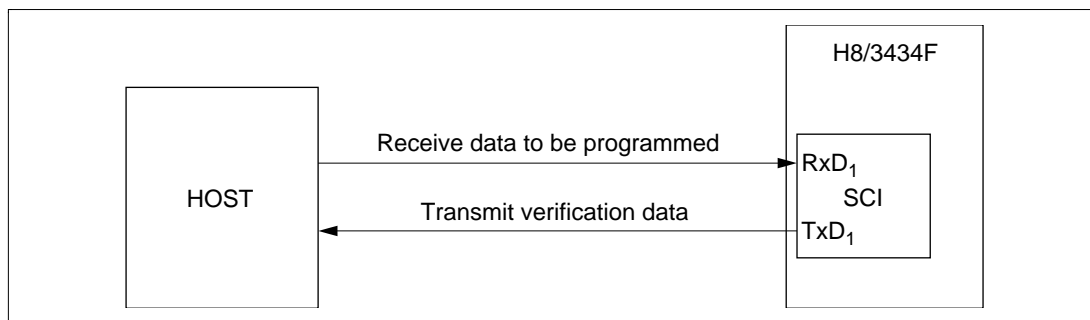 H8/3434F
Receive data to be programmed
RxD₁
HOST
SCI
Transmit verification data
TxD₁